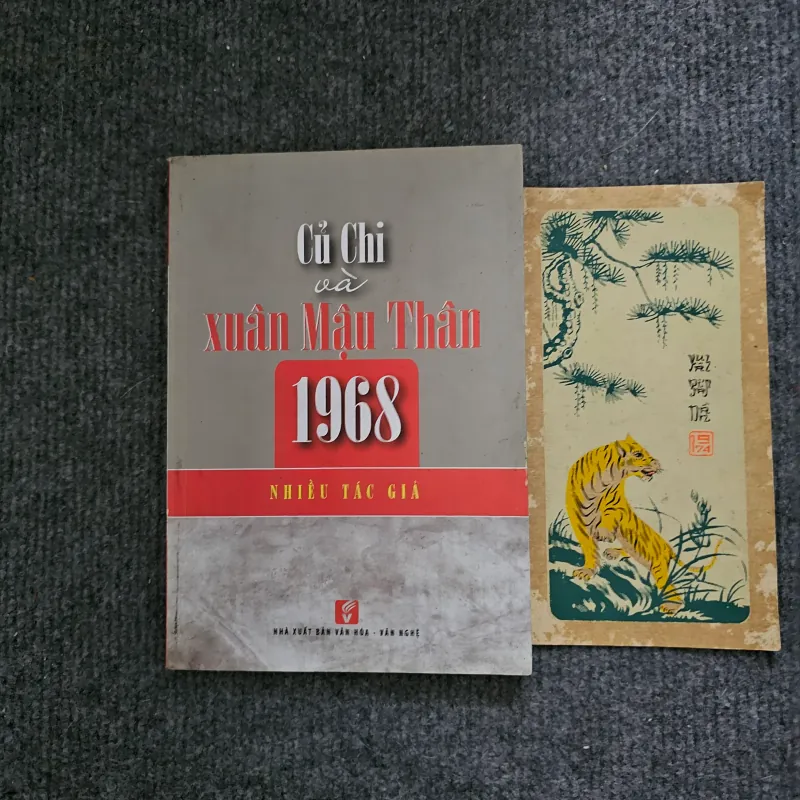 Củ Chi
và
xuân Mậu Thân
1968
NHIỀU TÁC GIẢ
NHÀ XUẤT BẢN VĂN HÓA - VĂN NGHỆ